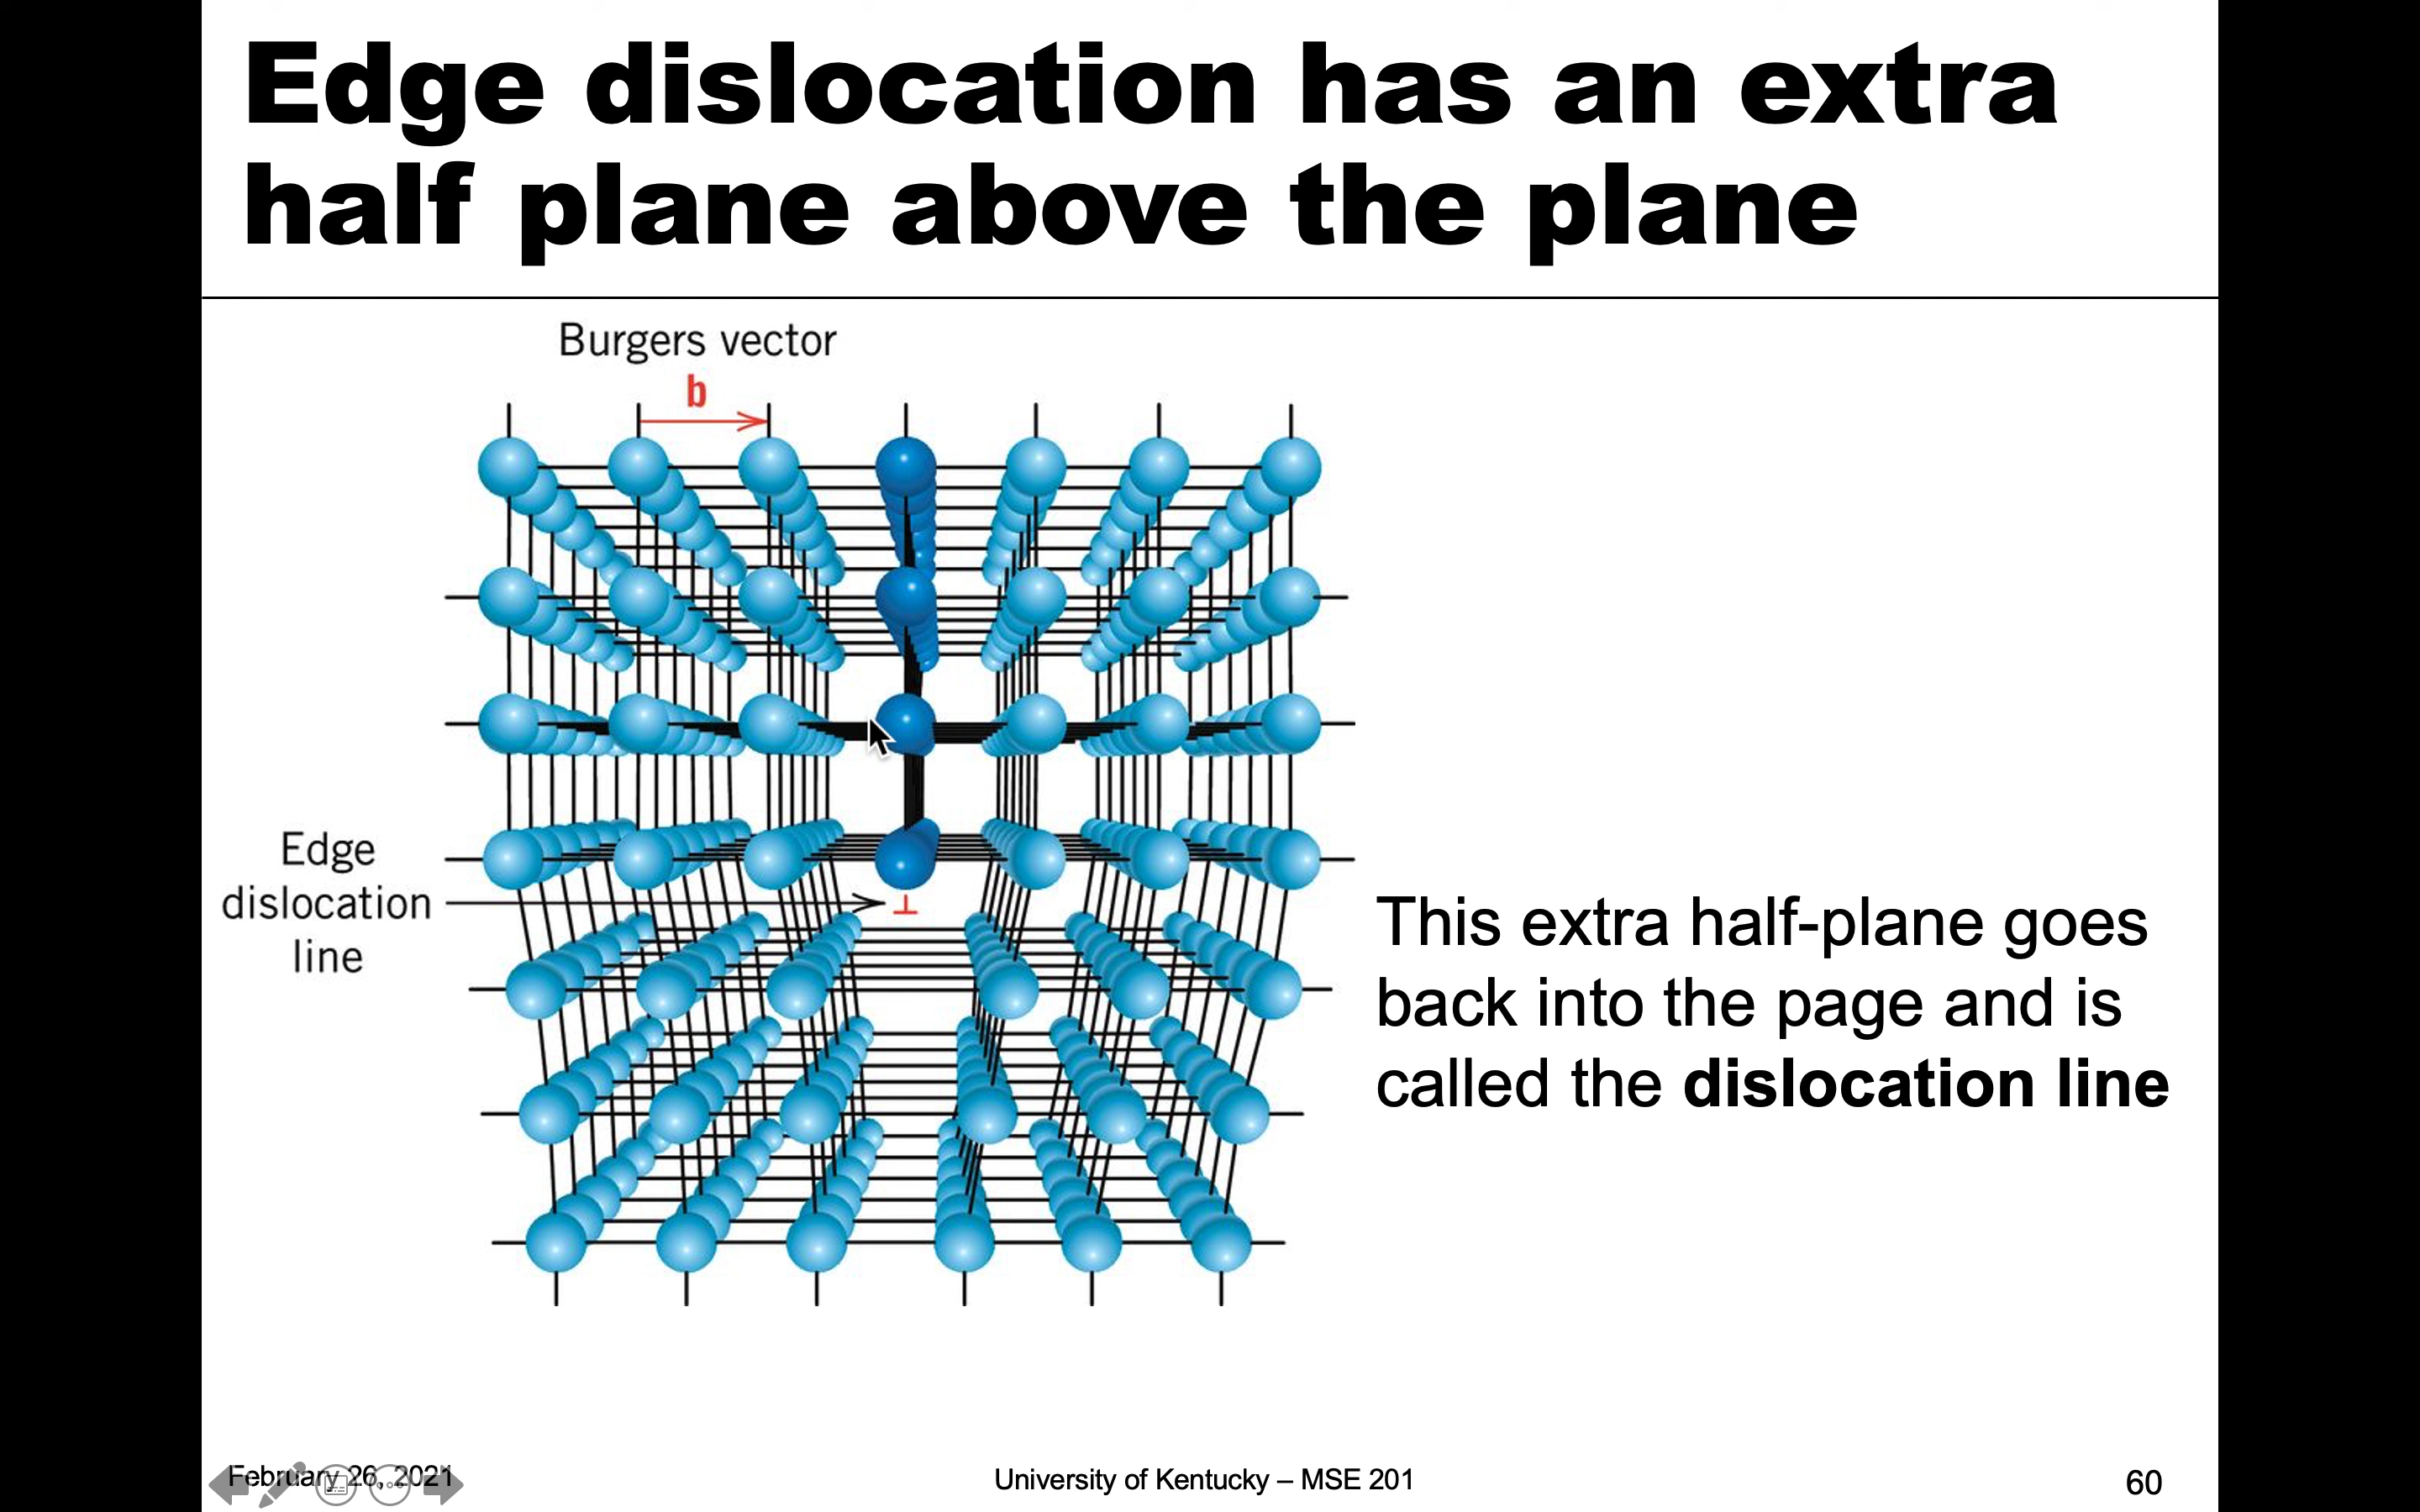 Edge dislocation has an extra
half plane above the plane
Burgers vector
b
Edge
dislocation
line
⊥
This extra half-plane goes
back into the page and is
called the dislocation line
February 26, 2021
University of Kentucky – MSE 201
60